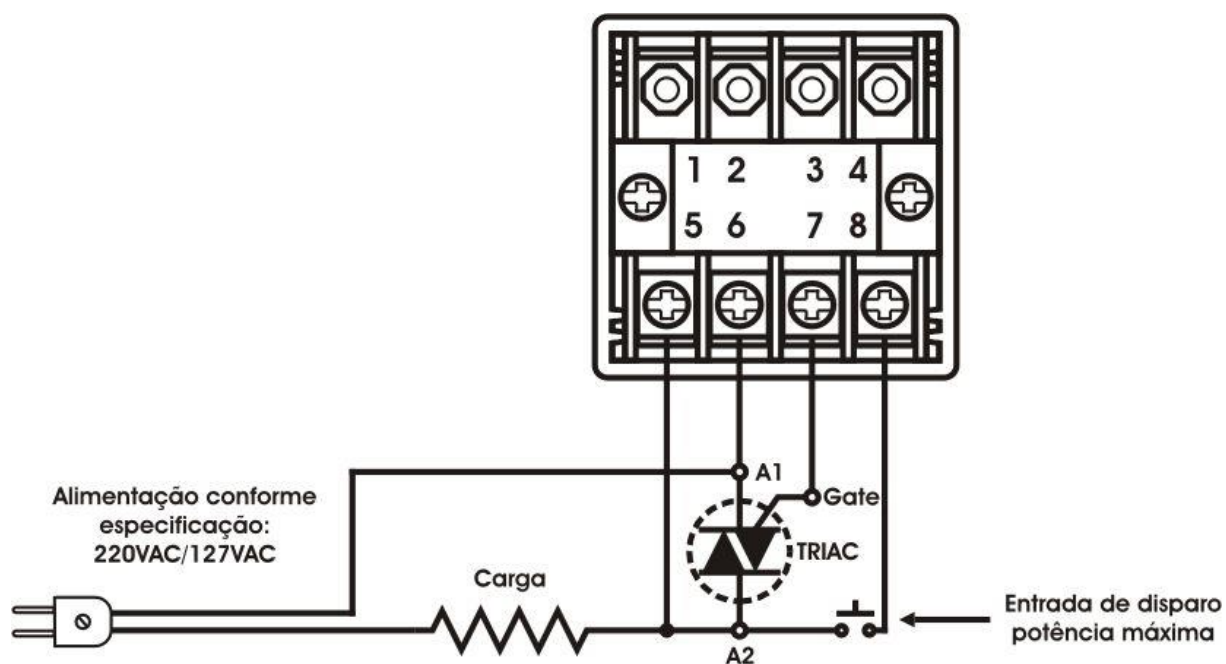 1 2 3 4
5 6 7 8
A1
Gate
Alimentação conforme
especificação:
220VAC/127VAC
TRIAC
Carga
Entrada de disparo
potência máxima
A2